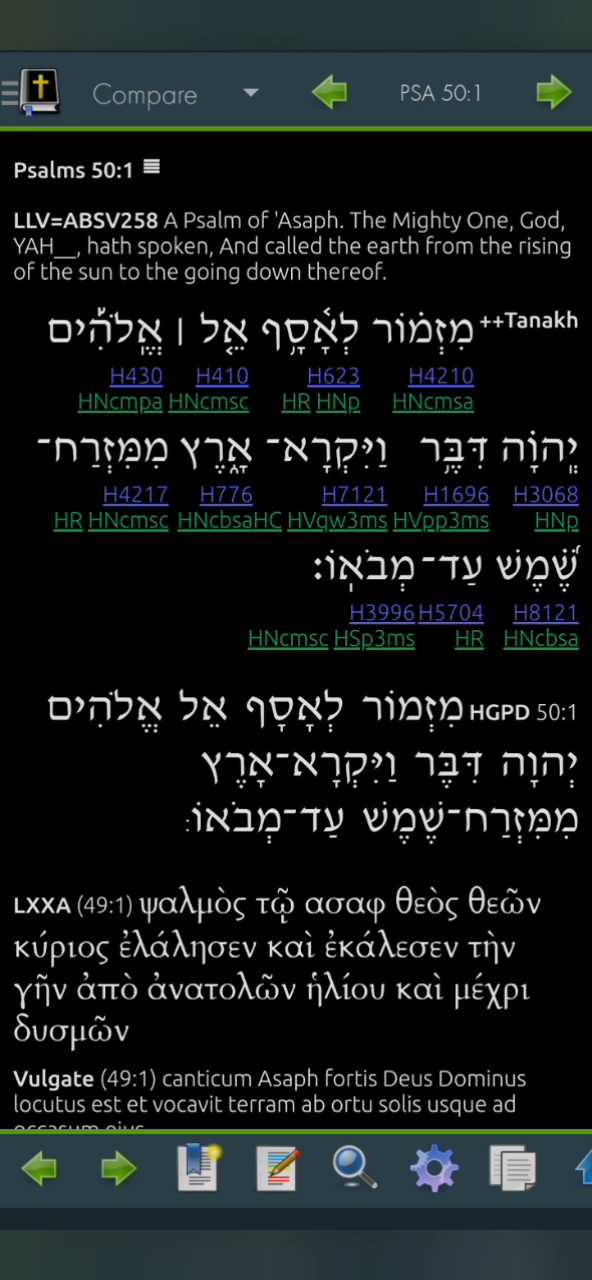 Compare
PSA 50:1
Psalms 50:1
LLV=ABSV258 A Psalm of 'Asaph. The Mighty One, God,
YAH__, hath spoken, And called the earth from the rising
of the sun to the going down thereof.
++Tanakh מִזְמ֗וֹר לְאָ֫סָ֥ף אֵ֤ל ׀ אֱֽלֹהִ֡ים
H430 H410 H623 H4210
HNcmpa HNcmsc HR HNp HNcmsa
יְֽהוָ֗ה דִּבֶּ֥ר וַיִּקְרָא־ אָ֑רֶץ מִמִּזְרַח־
H4217 H776 H7121 H1696 H3068
HR HNcmsc HNcbsaHC HVqw3ms HVpp3ms HNp
שֶׁ֝֗מֶשׁ עַד־מְבֹאֽוֹ׃
H3996 H5704 H8121
HNcmsc HSp3ms HR HNcbsa
HGPD 50:1 מִזְמוֹר לְאָסָף אֵל אֱלֹהִים
יְהוָה דִּבֶּר וַיִּקְרָא־אָרֶץ
מִמִּזְרַח־שֶׁמֶשׁ עַד־מְבֹאוֹ׃
LXXA (49:1) ψαλμὸς τῷ ασαφ θεὸς θεῶν
κύριος ἐλάλησεν καὶ ἐκάλεσεν τὴν
γῆν ἀπὸ ἀνατολῶν ἡλίου καὶ μέχρι
δυσμῶν
Vulgate (49:1) canticum Asaph fortis Deus Dominus
locutus est et vocavit terram ab ortu solis usque ad